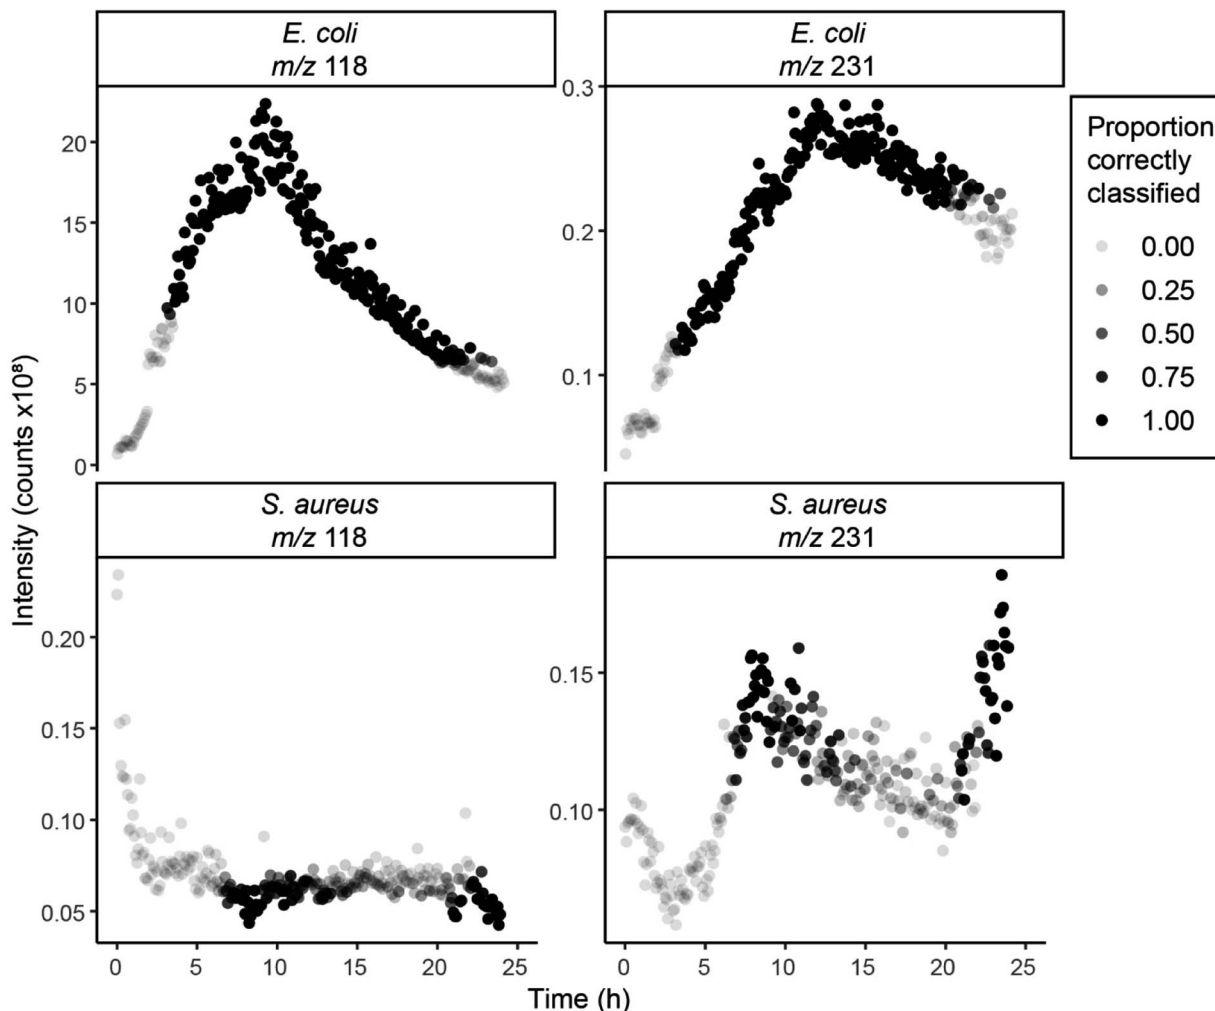 E. coli
m/z 118
E. coli
m/z 231
0.3
20
15
10
5
0
0.2
0.1
Proportion
correctly
classified
0.00
0.25
0.50
0.75
1.00
Intensity (counts x10⁸)
S. aureus
m/z 118
S. aureus
m/z 231
0.20
0.15
0.10
0.05
0.15
0.10
0 5 10 15 20 25
0 5 10 15 20 25
Time (h)